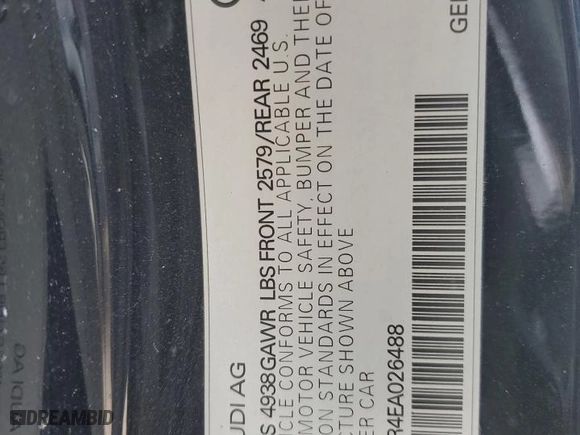 UDI AG
S 4938GAWR LBS FRONT 2579/REAR 2469
ICLE CONFORMS TO ALL APPLICABLE U.S.
MOTOR VEHICLE SAFETY, BUMPER AND THE
ON STANDARDS IN EFFECT ON THE DATE OF
CTURE SHOWN ABOVE
ER CAR
R4EA026488
GE
DREAMBID